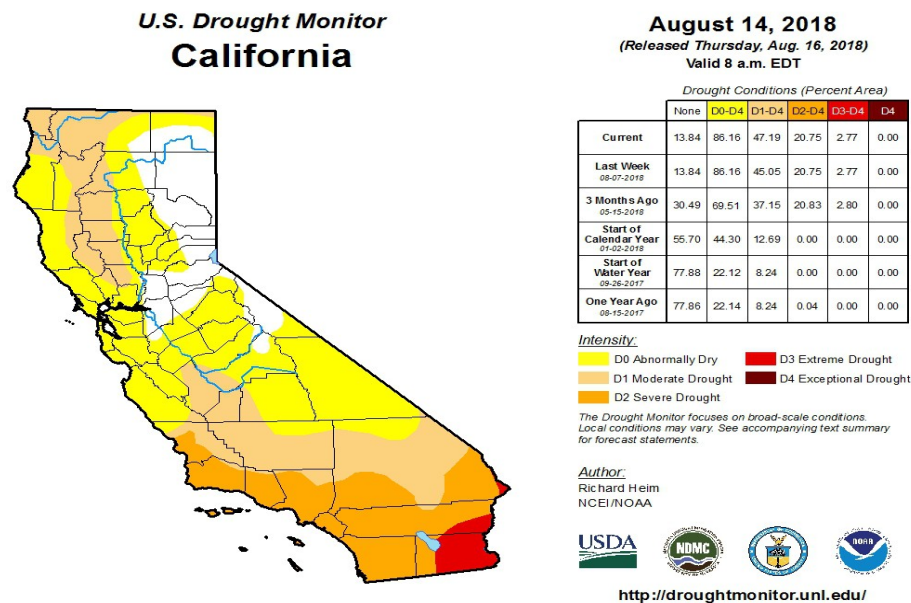 U.S. Drought Monitor
California
August 14, 2018
(Released Thursday, Aug. 16, 2018)
Valid 8 a.m. EDT
Drought Conditions (Percent Area)
None D0-D4 D1-D4 D2-D4 D3-D4 D4
Current 13.84 86.16 47.19 20.75 2.77 0.00
Last Week
08-07-2018 13.84 86.16 45.05 20.75 2.77 0.00
3 Months Ago
05-15-2018 30.49 69.51 37.15 20.83 2.80 0.00
Start of
Calendar Year
01-02-2018 55.70 44.30 12.69 0.00 0.00 0.00
Start of
Water Year
09-26-2017 77.88 22.12 8.24 0.00 0.00 0.00
One Year Ago
08-15-2017 77.86 22.14 8.24 0.04 0.00 0.00
Intensity:
D0 Abnormally Dry D3 Extreme Drought
D1 Moderate Drought D4 Exceptional Drought
D2 Severe Drought
The Drought Monitor focuses on broad-scale conditions.
Local conditions may vary. See accompanying text summary
for forecast statements.
Author:
Richard Heim
NCEI/NOAA
USDA
NDMC
NOAA
http://droughtmonitor.unl.edu/